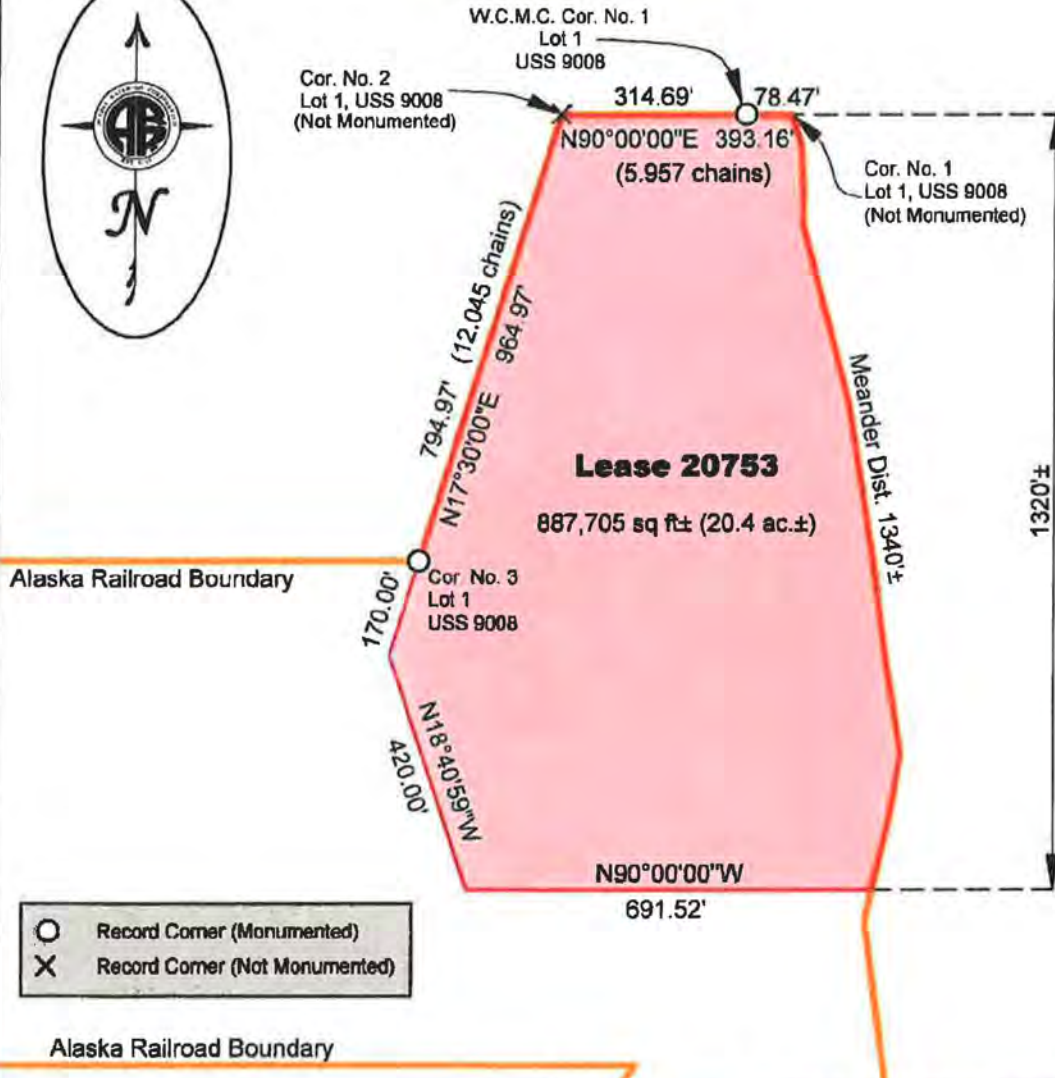 W.C.M.C. Cor. No. 1
Lot 1
USS 9008
Cor. No. 2
Lot 1, USS 9008
(Not Monumented)
314.69'
78.47'
N90°00'00"E 393.16'
(5.957 chains)
Cor. No. 1
Lot 1, USS 9008
(Not Monumented)
N
794.97' (12.045 chains)
N17°30'00"E 964.97'
Meander Dist. 1340'±
1320'±
Lease 20753
887,705 sq ft± (20.4 ac.±)
Alaska Railroad Boundary
Cor. No. 3
Lot 1
USS 9008
170.00'
N18°40'59"W
420.00'
N90°00'00"W
691.52'
Record Corner (Monumented)
Record Corner (Not Monumented)
Alaska Railroad Boundary